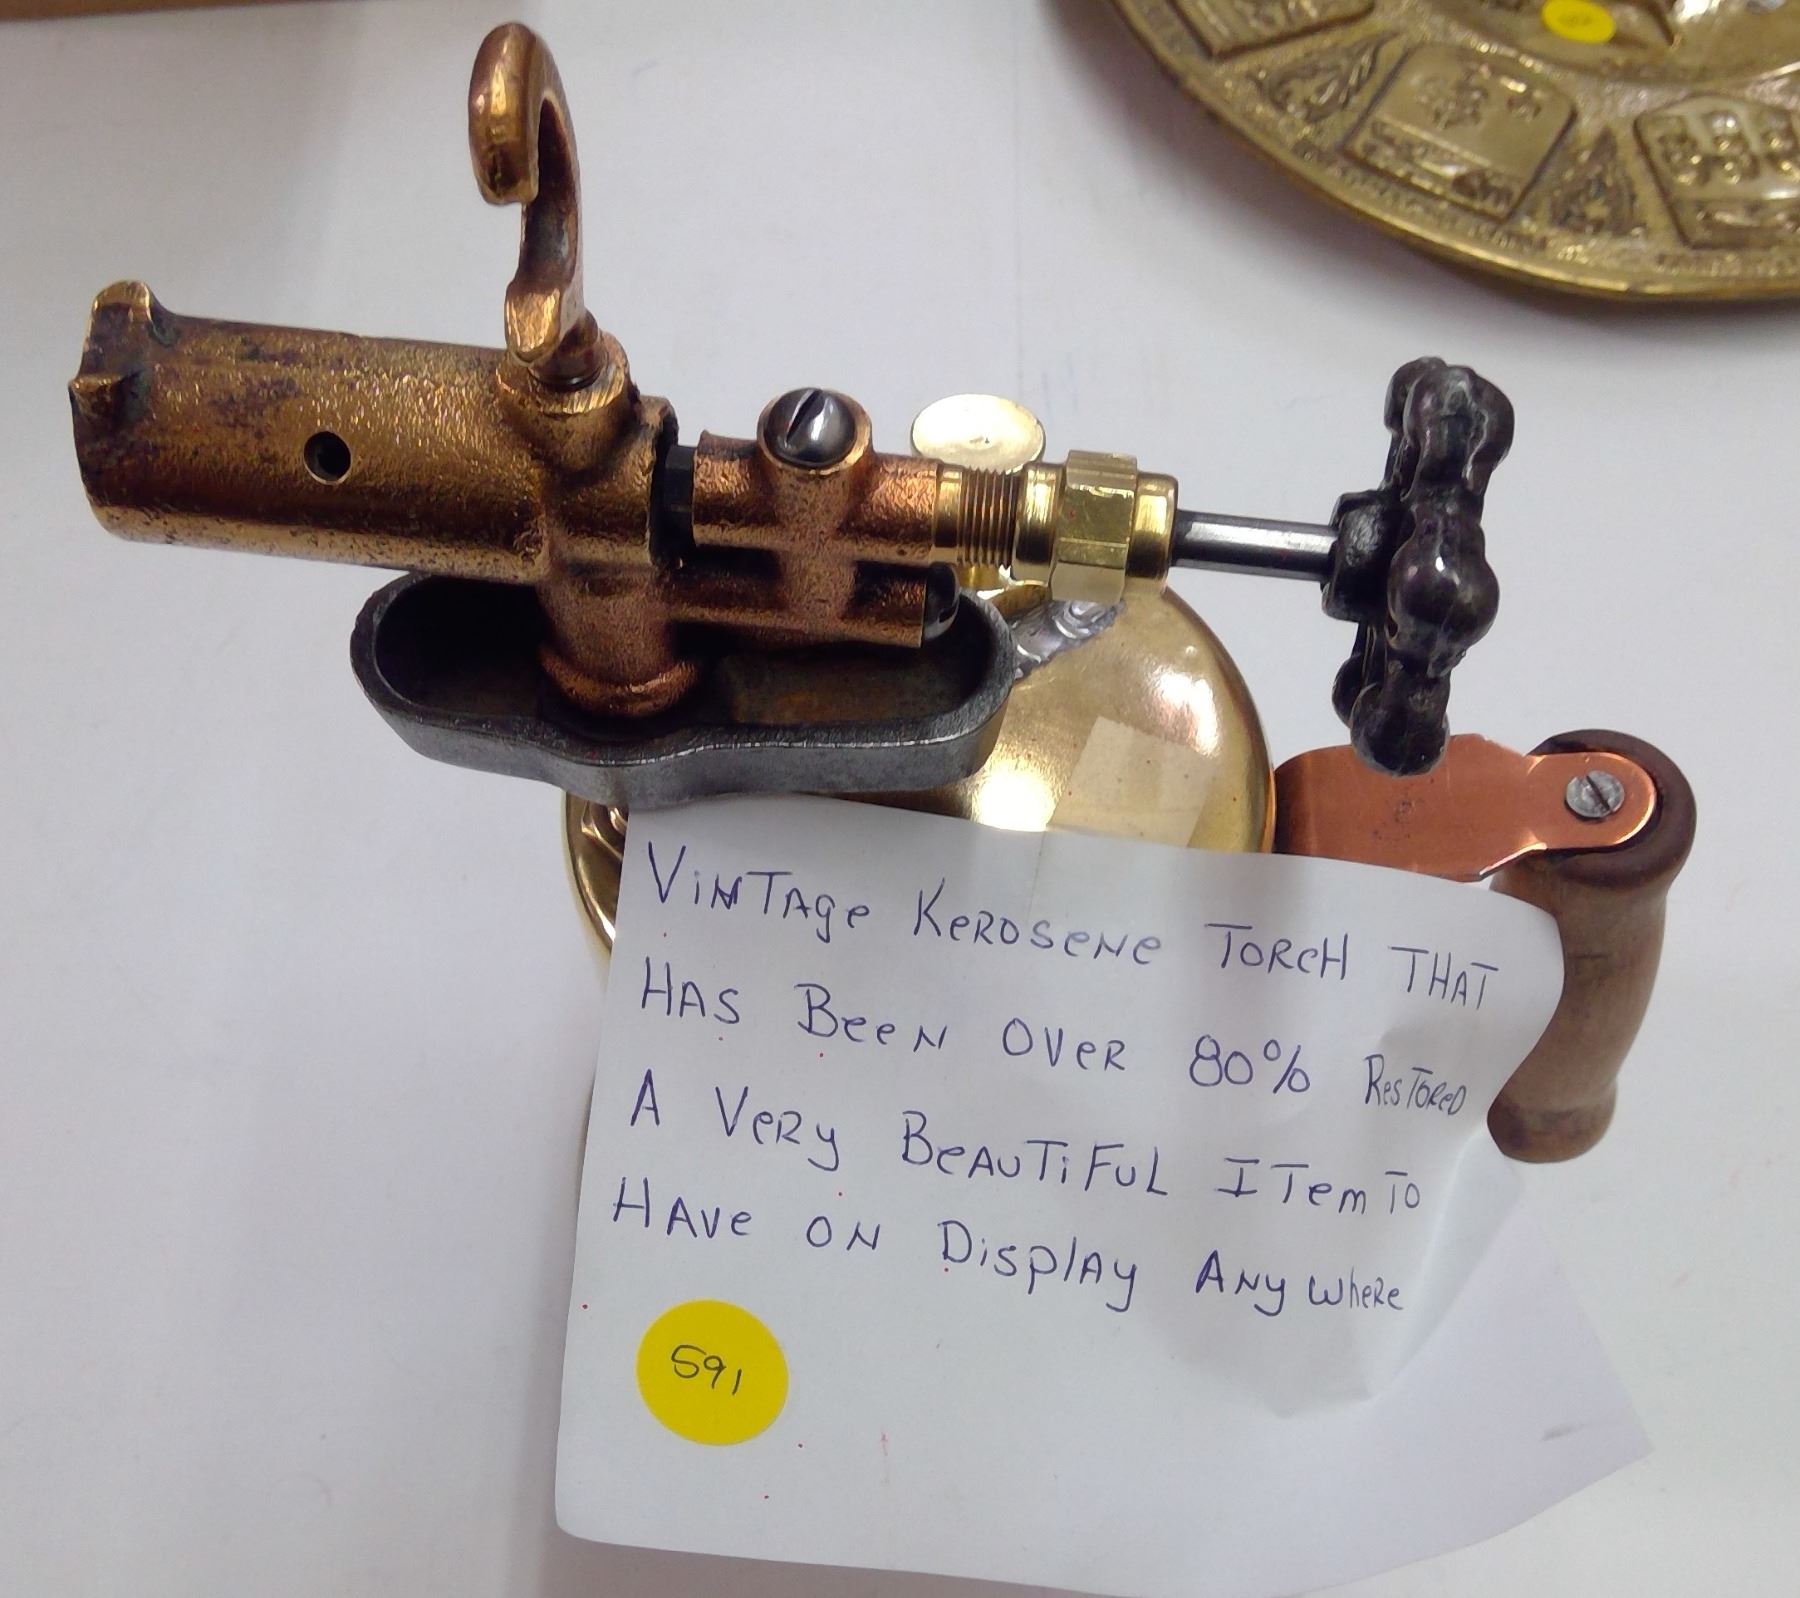 Vintage Kerosene Torch That
Has Been Over 80% Restored
A Very Beautiful Item To
Have on Display Anywhere
591